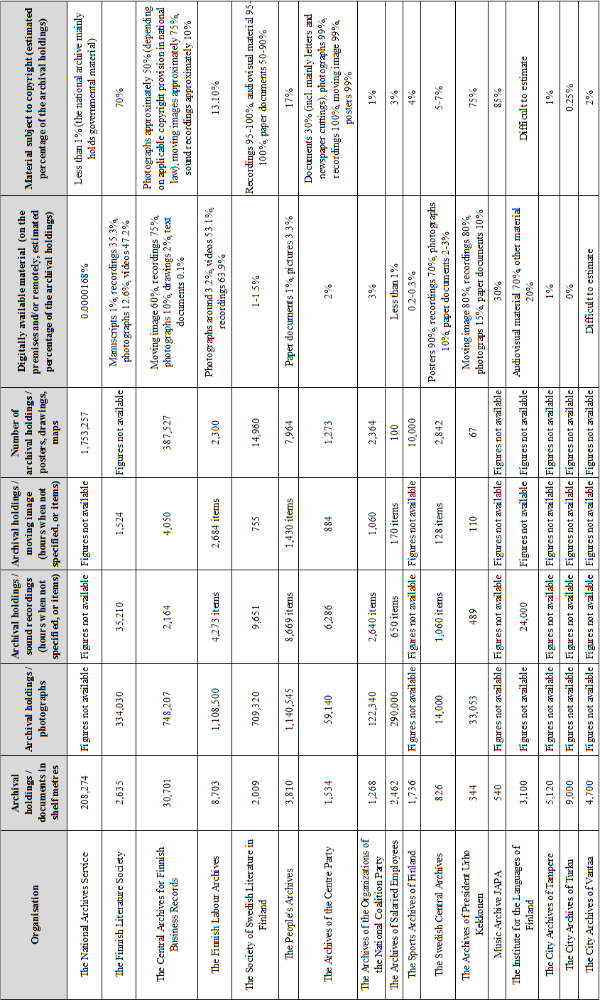 Organisation
Archival
holdings /
documents in
shelf metres
Archival holdings /
photographs
Archival holdings /
sound recordings
(hours when not
specified, or items)
Archival holdings /
moving image
(hours when not
specified, or items)
Number of
archival holdings /
posters, drawings,
maps
Digitally available material (on the
premises and/or remotely, estimated
percentage of the archival holdings)
Material subject to copyright (estimated
percentage of the archival holdings)
The National Archives Service
208,274
Figures not available
Figures not available
Figures not available
1,753,257
0.0000168%
Less than 1% (the national archive mainly
holds governmental material)
The Finnish Literature Society
2,635
334,030
35,210
1,524
Figures not available
Manuscripts 1%, recordings 35.3%,
photographs 12.6%, videos 47.2%
70%
The Central Archives for Finnish
Business Records
30,701
748,207
2,164
4,050
387,527
Moving image 60%, recordings 75%,
photographs 10%, drawings 2%, text
documents 0.1%
Photographs approximately 50% (depending
on applicable copyright provision in national
law), moving images approximately 75%,
sound recordings approximately 10%
The Finnish Labour Archives
8,703
1,108,500
4,273 items
2,684 items
2,300
Photographs around 3.2%, videos 53.1%,
recordings 63.9%
13.10%
The Society of Swedish Literature in
Finland
2,009
709,320
9,651
755
14,960
1-1.5%
Recordings 95-100%, audiovisual material 95-
100%, paper documents 50-90%
The People's Archives
3,810
1,140,545
8,669 items
1,430 items
7,964
Paper documents 1%, pictures 3.3%
17%
The Archives of the Centre Party
1,534
59,140
6,286
884
1,273
2%
Documents 30% (incl. mainly letters and
newspaper cuttings), photographs 99%,
recordings 100%, moving image 99%,
posters 99%
The Archives of the Organizations of
the National Coalition Party
1,268
122,340
2,640 items
1,060
2,364
3%
1%
The Archives of Salaried Employees
2,462
290,000
650 items
170 items
100
Less than 1%
3%
The Sports Archives of Finland
1,736
Figures not available
Figures not available
Figures not available
10,000
0.2-0.3%
4%
The Swedish Central Archives
826
14,000
1,060 items
128 items
2,842
Posters 90%, recordings 70%, photographs
10%, paper documents 2-3%
5-7%
The Archives of President Urho
Kekkonen
344
33,053
489
110
67
Moving image 80%, recordings 80%,
photograps 15%, paper documents 10%
75%
Music Archive JAPA
540
Figures not available
Figures not available
Figures not available
Figures not available
30%
85%
The Institute for the Languages of
Finland
3,100
Figures not available
24,000
Figures not available
Figures not available
Audiovisual material 70%, other material
20%
Difficult to estimate
The City Archives of Tampere
5,120
Figures not available
Figures not available
Figures not available
Figures not available
1%
1%
The City Archives of Turku
9,000
Figures not available
Figures not available
Figures not available
Figures not available
0%
0.25%
The City Archives of Vantaa
4,700
Figures not available
Figures not available
Figures not available
Figures not available
Difficult to estimate
2%